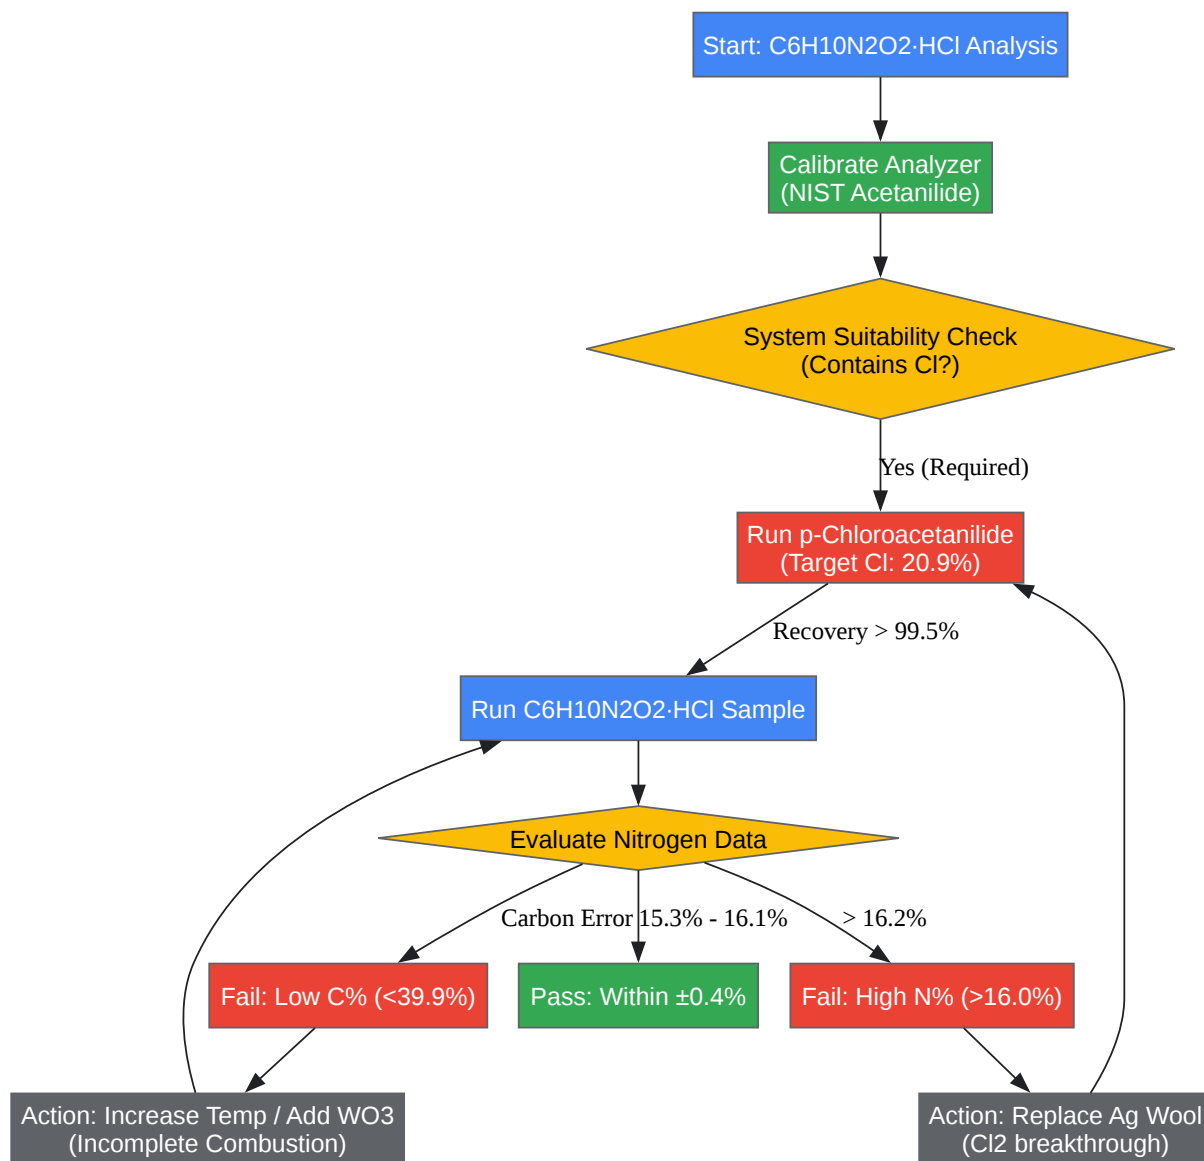 Start: C6H10N2O2·HCl Analysis
Calibrate Analyzer
(NIST Acetanilide)
System Suitability Check
(Contains Cl?)
Yes (Required)
Run p-Chloroacetanilide
(Target Cl: 20.9%)
Recovery > 99.5%
Run C6H10N2O2·HCl Sample
Evaluate Nitrogen Data
Carbon Error
15.3% - 16.1%
> 16.2%
Fail: Low C% (<39.9%)
Pass: Within ±0.4%
Fail: High N% (>16.0%)
Action: Increase Temp / Add WO3
(Incomplete Combustion)
Action: Replace Ag Wool
(Cl2 breakthrough)